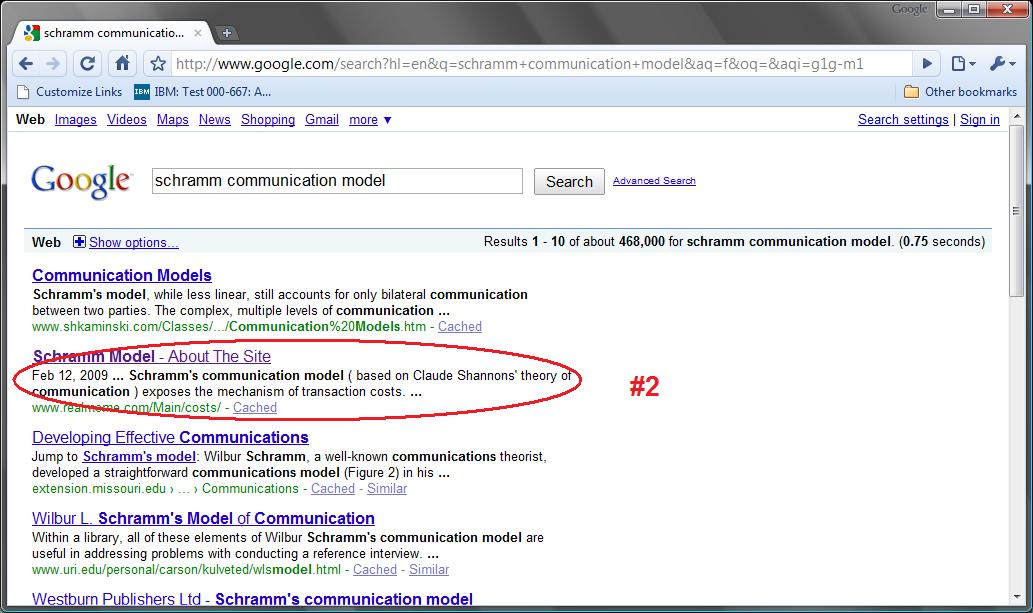 Google
schramm communicatio...
http://www.google.com/search?hl=en&q=schramm+communication+model&aq=f&oq=&aqi=g1g-m1
Customize Links IBM IBM: Test 000-667: A... Other bookmarks
Web Images Videos Maps News Shopping Gmail more ▼ Search settings | Sign in
Google schramm communication model Search Advanced Search
Web Show options... Results 1 - 10 of about 468,000 for schramm communication model. (0.75 seconds)
Communication Models
Schramm's model, while less linear, still accounts for only bilateral communication
between two parties. The complex, multiple levels of communication ...
www.shkaminski.com/Classes/.../Communication%20Models.htm - Cached
Schramm Model - About The Site
Feb 12, 2009 ... Schramm's communication model ( based on Claude Shannons' theory of
communication ) exposes the mechanism of transaction costs. ...
www.realmeme.com/Main/costs/ - Cached
#2
Developing Effective Communications
Jump to Schramm's model: Wilbur Schramm, a well-known communications theorist,
developed a straightforward communications model (Figure 2) in his ...
extension.missouri.edu › ... › Communications - Cached - Similar
Wilbur L. Schramm's Model of Communication
Within a library, all of these elements of Wilbur Schramm's communication model are
useful in addressing problems with conducting a reference interview. ...
www.uri.edu/personal/carson/kulveted/wlsmodel.html - Cached - Similar
Westburn Publishers Ltd - Schramm's communication model